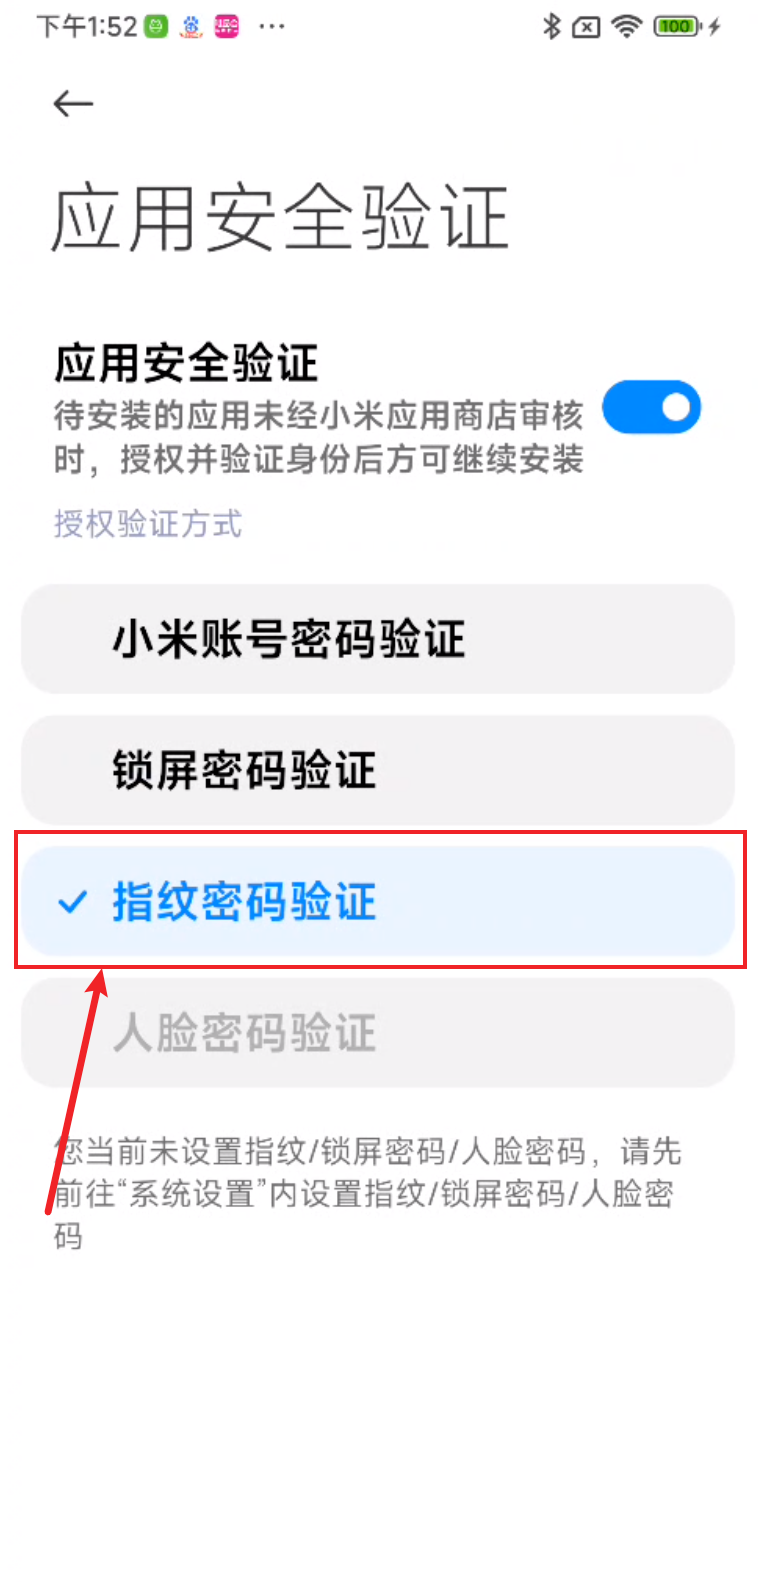 下午1:52 ··· 100
应用安全验证
应用安全验证
待安装的应用未经小米应用商店审核
时，授权并验证身份后方可继续安装
授权验证方式
小米账号密码验证
锁屏密码验证
指纹密码验证
人脸密码验证
您当前未设置指纹/锁屏密码/人脸密码，请先
前往“系统设置”内设置指纹/锁屏密码/人脸密
码